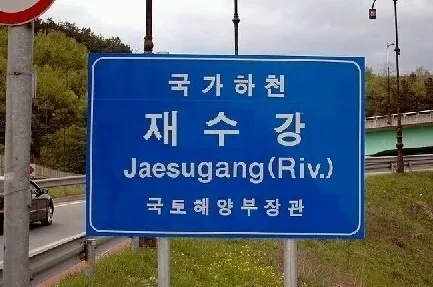 국가하천
재수강
Jaesugang(Riv.)
국토해양부장관